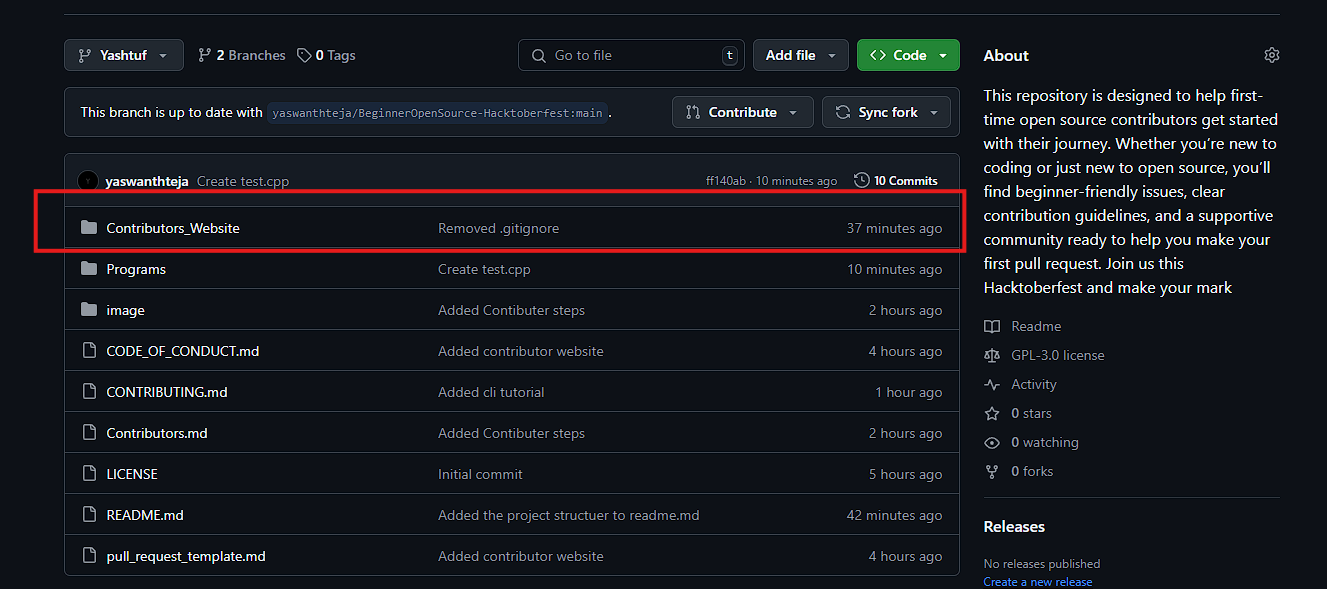 Yashtuf
2 Branches
0 Tags
Go to file
t
Add file
Code
This branch is up to date with yaswanthteja/BeginnerOpenSource-Hacktoberfest:main .
Contribute
Sync fork
yaswanthteja Create test.cpp ff140ab · 10 minutes ago 10 Commits
Contributors_Website Removed .gitignore 37 minutes ago
Programs Create test.cpp 10 minutes ago
image Added Contibuter steps 2 hours ago
CODE_OF_CONDUCT.md Added contributor website 4 hours ago
CONTRIBUTING.md Added cli tutorial 1 hour ago
Contributors.md Added Contibuter steps 2 hours ago
LICENSE Initial commit 5 hours ago
README.md Added the project structuer to readme.md 42 minutes ago
pull_request_template.md Added contributor website 4 hours ago
About
This repository is designed to help first-
time open source contributors get started
with their journey. Whether you’re new to
coding or just new to open source, you’ll
find beginner-friendly issues, clear
contribution guidelines, and a supportive
community ready to help you make your
first pull request. Join us this
Hacktoberfest and make your mark
Readme
GPL-3.0 license
Activity
0 stars
0 watching
0 forks
Releases
No releases published
Create a new release